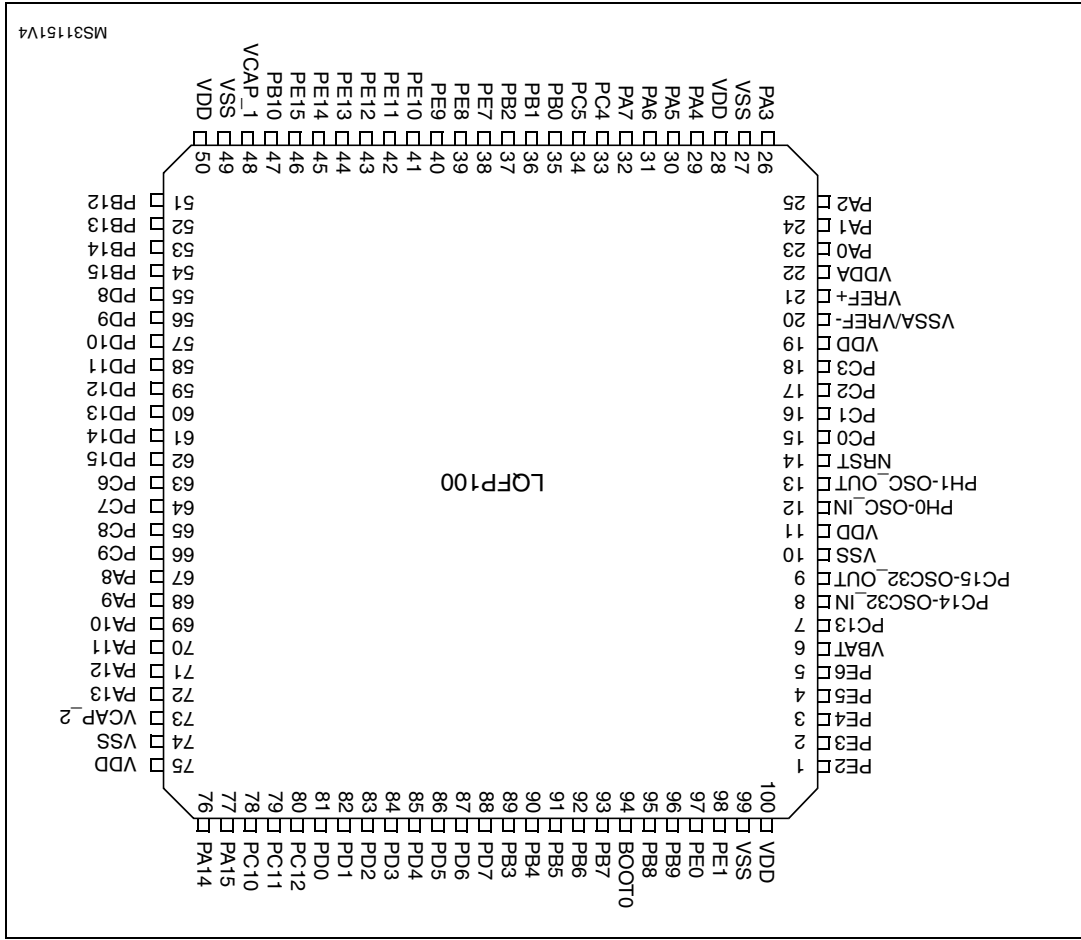 VDD 100
VSS 99
PE1 98
PE0 97
PB9 96
PB8 95
BOOT0 94
PB7 93
PB6 92
PB5 91
PB4 90
PB3 89
PD7 88
PD6 87
PD5 86
PD4 85
PD3 84
PD2 83
PD1 82
PD0 81
PC12 80
PC11 79
PC10 78
PA15 77
PA14 76
PE2 1
PE3 2
PE4 3
PE5 4
PE6 5
VBAT 6
PC13 7
PC14-OSC32_IN 8
PC15-OSC32_OUT 9
VSS 10
VDD 11
PH0-OSC_IN 12
PH1-OSC_OUT 13
NRST 14
PC0 15
PC1 16
PC2 17
PC3 18
VDD 19
VSSA/VREF- 20
VREF+ 21
VDDA 22
PA0 23
PA1 24
PA2 25
LQFP100
75 VDD
74 VSS
73 VCAP_2
72 PA13
71 PA12
70 PA11
69 PA10
68 PA9
67 PA8
66 PC9
65 PC8
64 PC7
63 PC6
62 PD15
61 PD14
60 PD13
59 PD12
58 PD11
57 PD10
56 PD9
55 PD8
54 PB15
53 PB14
52 PB13
51 PB12
26 PA3
27 VSS
28 VDD
29 PA4
30 PA5
31 PA6
32 PA7
33 PC4
34 PC5
35 PB0
36 PB1
37 PB2
38 PE7
39 PE8
40 PE9
41 PE10
42 PE11
43 PE12
44 PE13
45 PE14
46 PE15
47 PB10
48 VCAP_1
49 VSS
50 VDD
MS31151V4